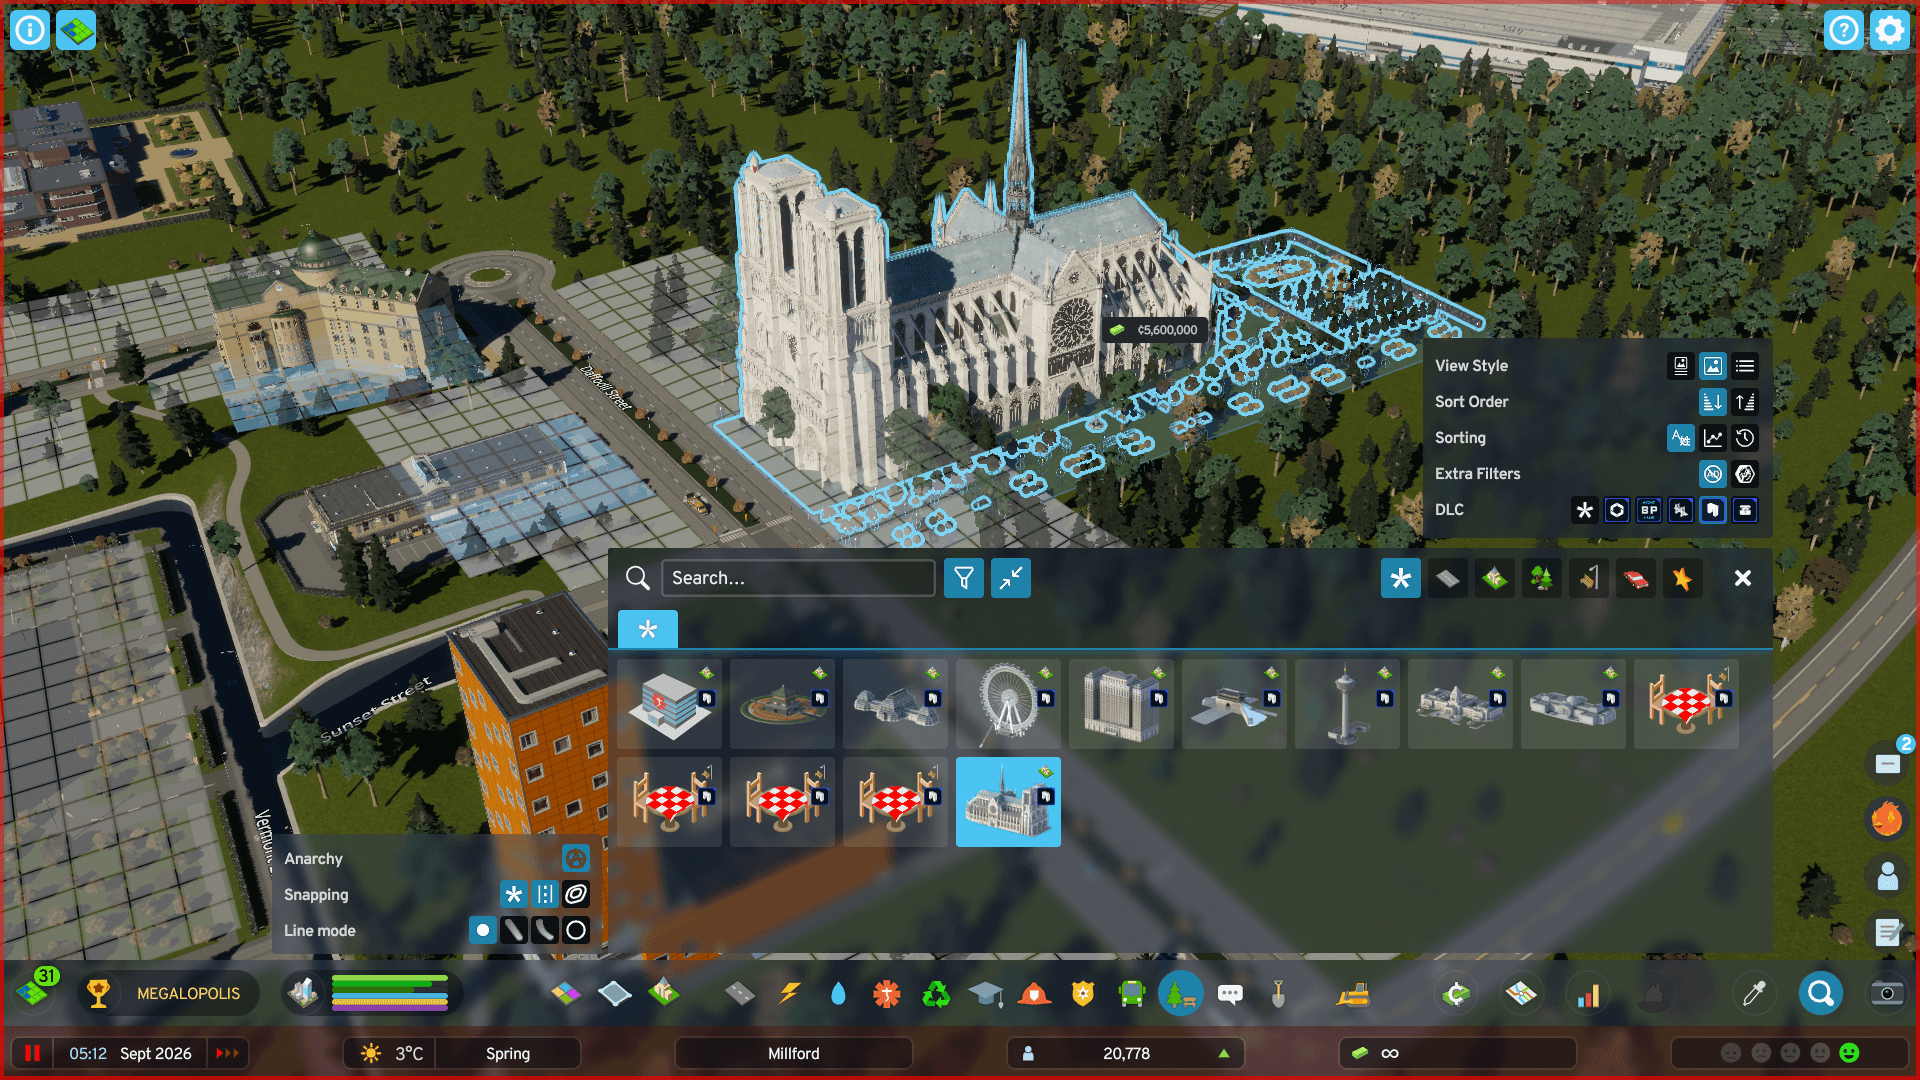 ?
Daffodil Street
₵5,600,000
View Style
Sort Order
Sorting
Extra Filters
DLC
BP
Search...
Sunset Street
2
Anarchy
Snapping
Line mode
31
MEGALOPOLIS
05:12 Sept 2026
3°C
Spring
Millford
20,778
∞